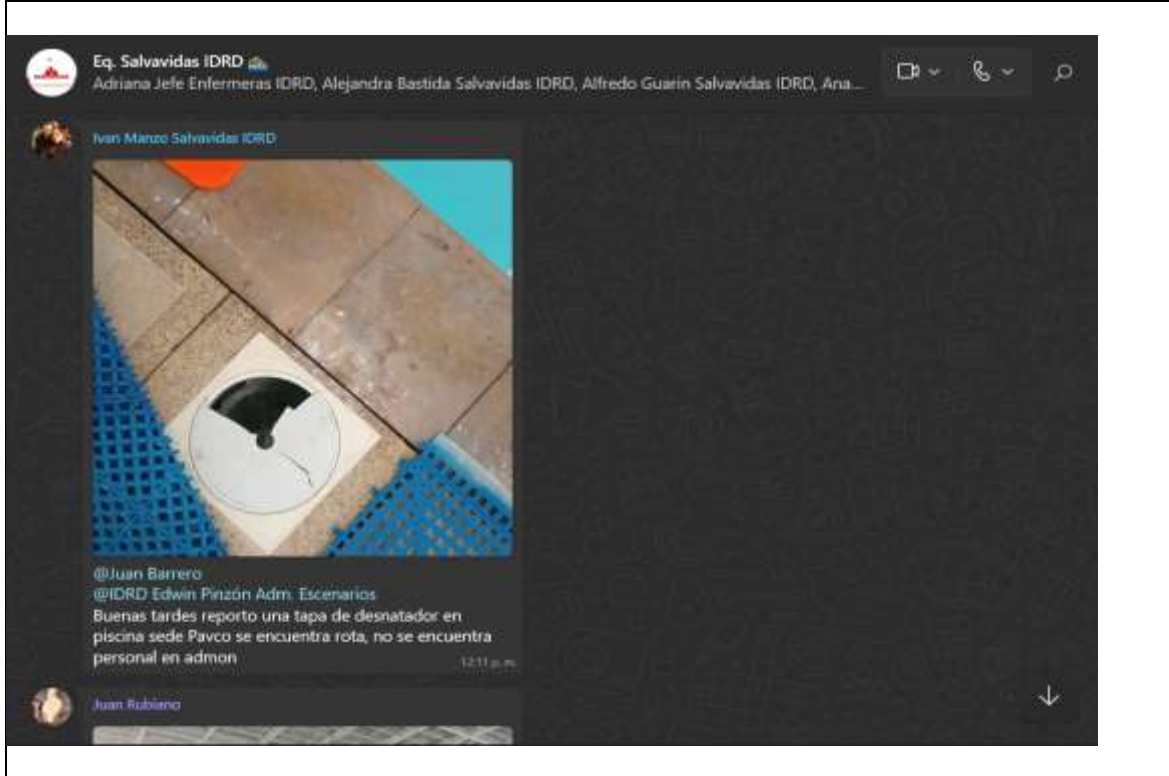 Eq. Salvavidas IDRD
Adriana Jefe Enfermeras IDRD, Alejandra Bastida Salvavidas IDRD, Alfredo Guarin Salvavidas IDRD, Ana...
Ivan Manzo Salvavidas IDRD
@Juan Barrero
@IDRD Edwin Pinzón Adm. Escenarios
Buenas tardes reporto una tapa de desnatador en
piscina sede Pavco se encuentra rota, no se encuentra
personal en admon
12:11 p. m.
Juan Rubiano